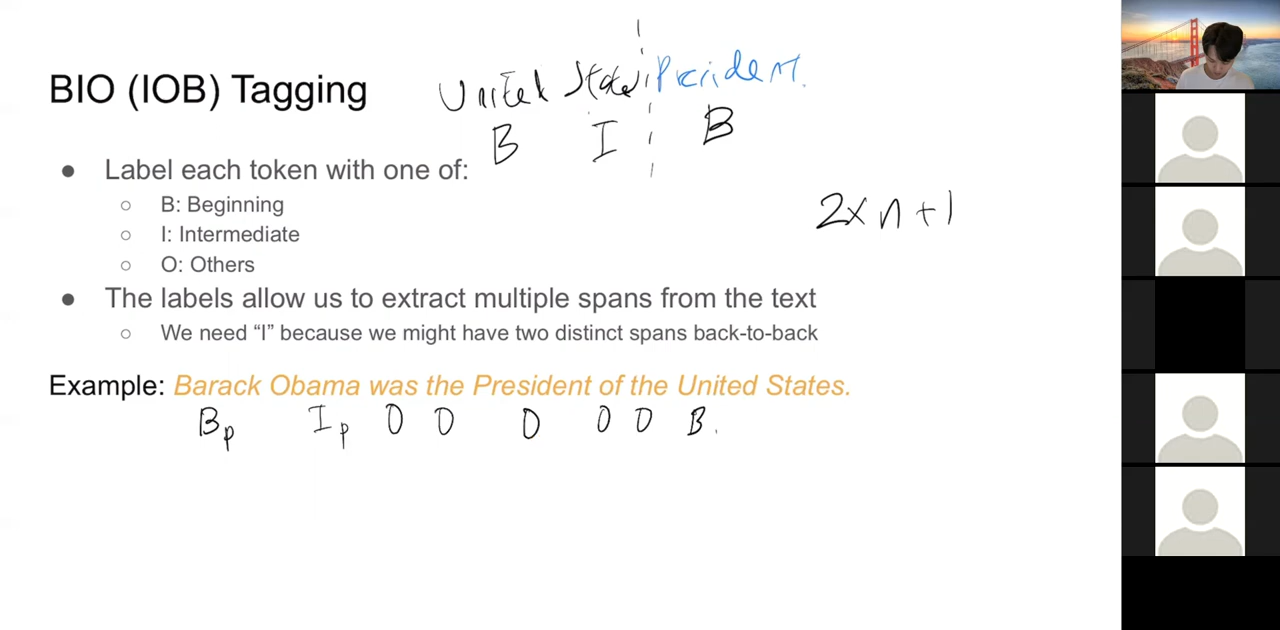 United States President.
BIO (IOB) Tagging
B I B
Label each token with one of:
B: Beginning
2x n + 1
I: Intermediate
O: Others
The labels allow us to extract multiple spans from the text
We need “I” because we might have two distinct spans back-to-back
Example: Barack Obama was the President of the United States.
Bp Ip O O O O O B.